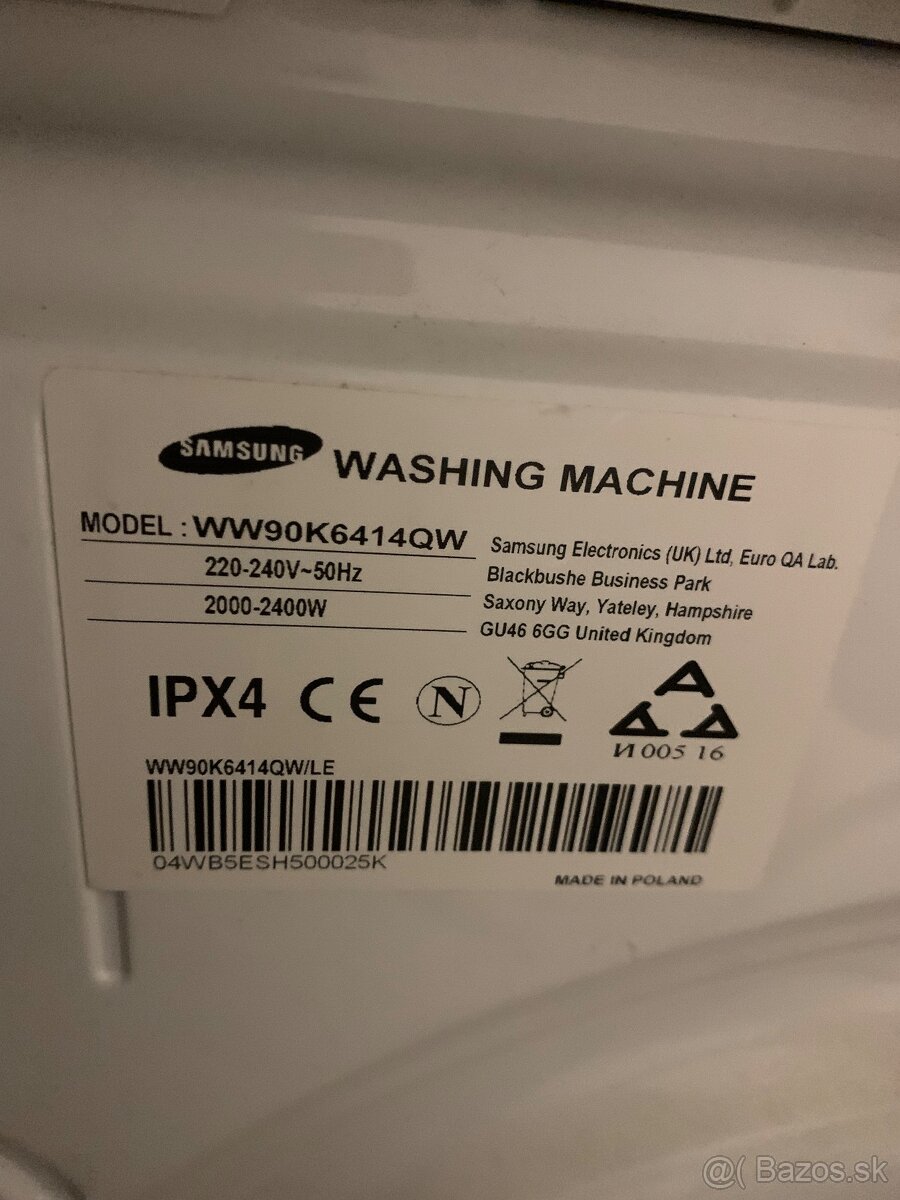 SAMSUNG WASHING MACHINE
MODEL : WW90K6414QW
220-240V~50Hz
2000-2400W
Samsung Electronics (UK) Ltd, Euro QA Lab.
Blackbushe Business Park
Saxony Way, Yateley, Hampshire
GU46 6GG United Kingdom
IPX4 CE N
И 005 16
WW90K6414QW/LE
04WB5ESH500025K
MADE IN POLAND
@( Bazos.sk